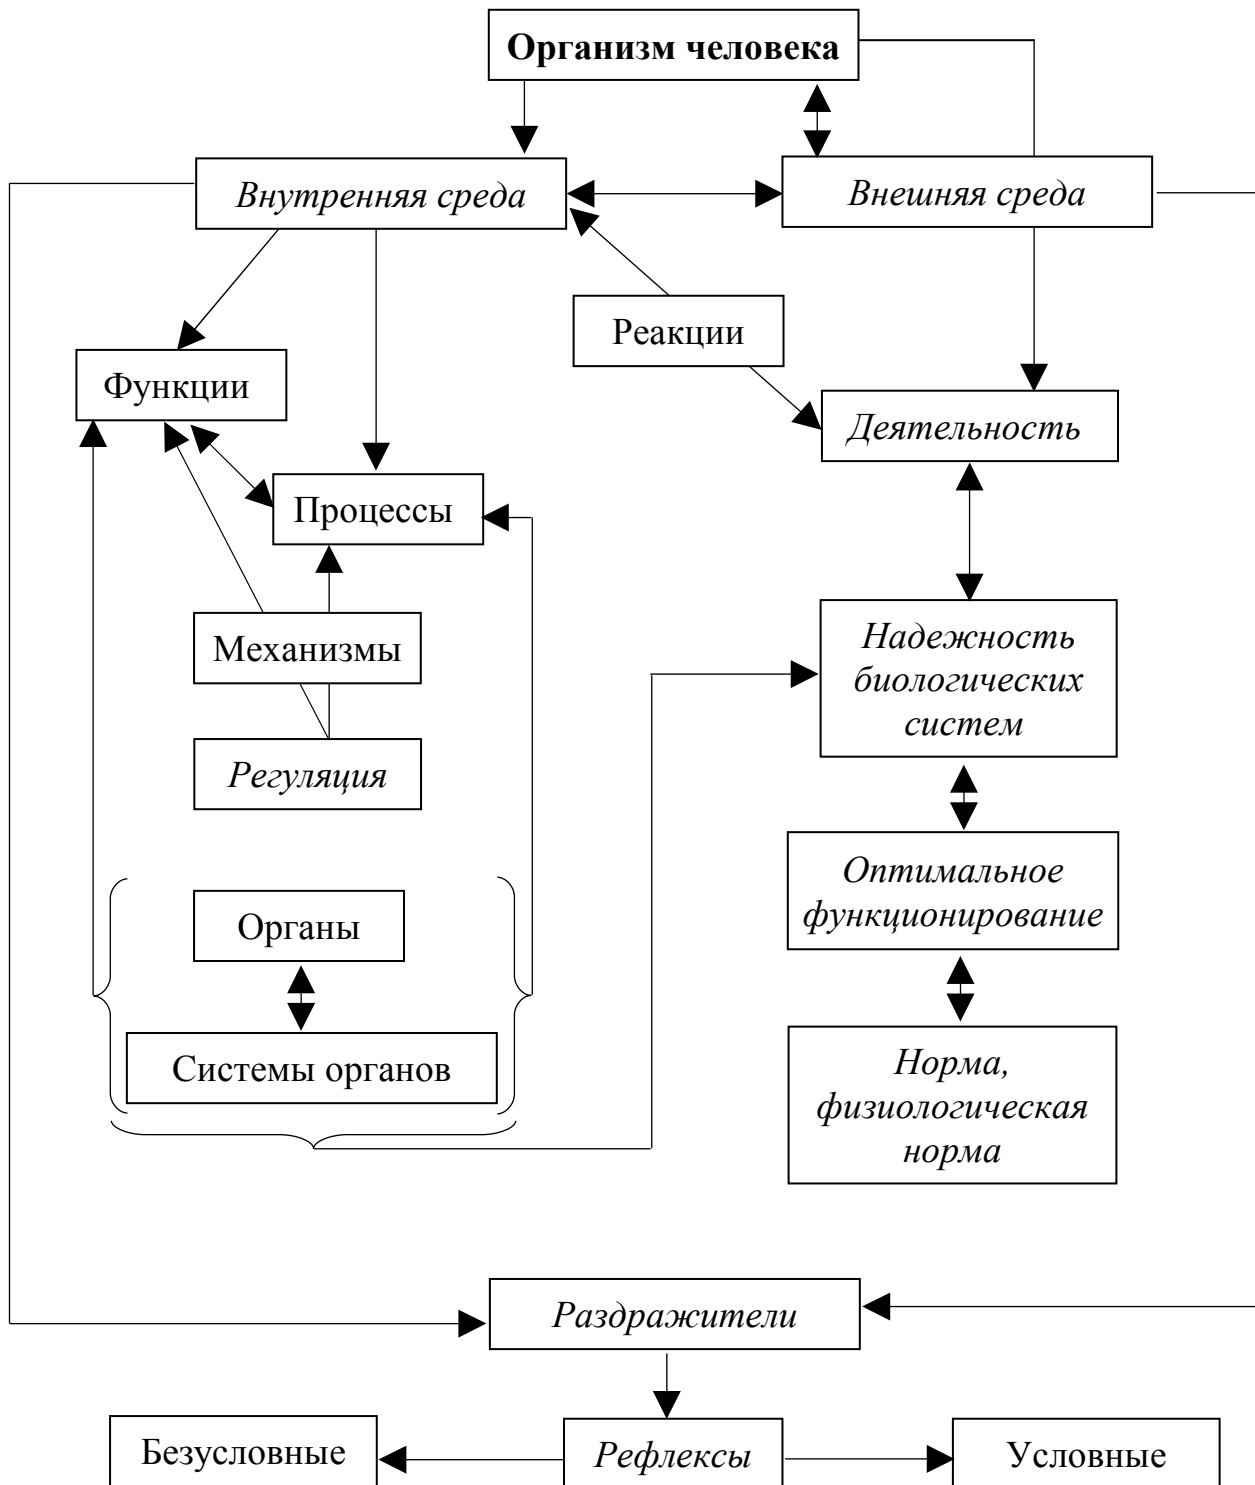 Организм человека
Внутренняя среда
Внешняя среда
Реакции
Функции
Деятельность
Процессы
Механизмы
Надежность
биологических
систем
Регуляция
Оптимальное
функционирование
Органы
Системы органов
Норма,
физиологическая
норма
Раздражители
Безусловные
Рефлексы
Условные